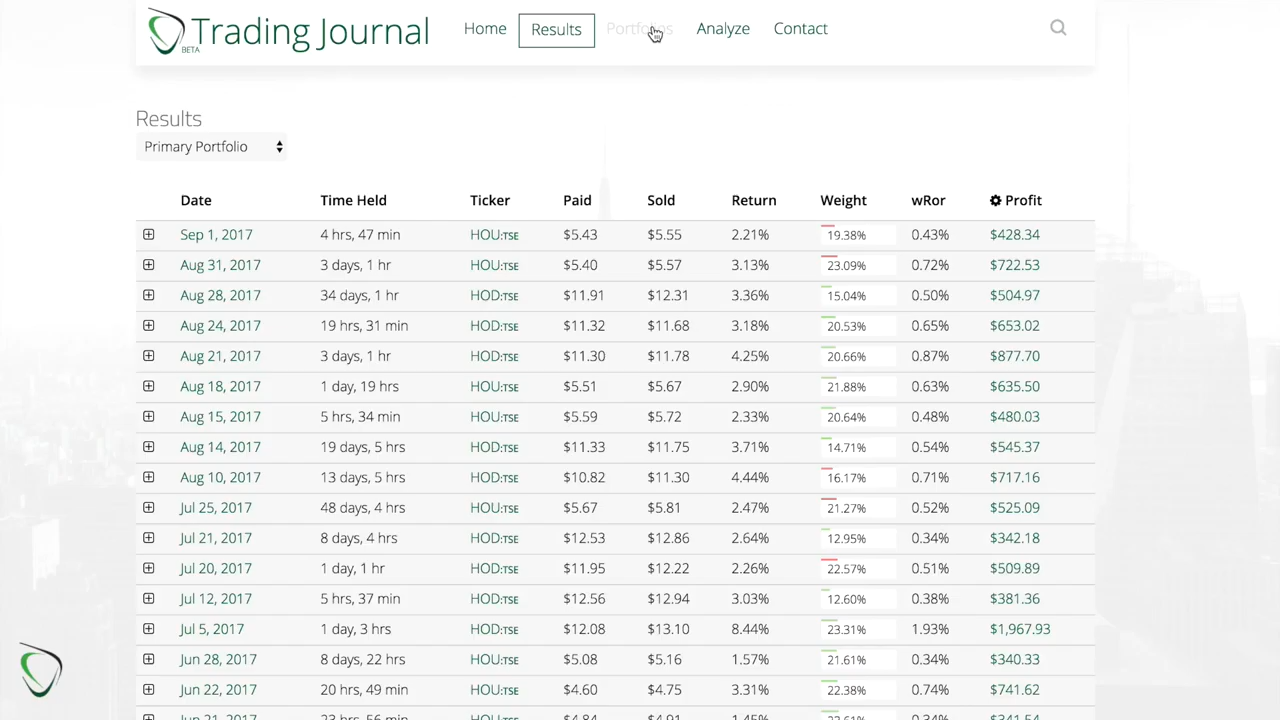 Trading Journal
BETA
Home Results Portfolios Analyze Contact
Results
Primary Portfolio
Date Time Held Ticker Paid Sold Return Weight wRor Profit
Sep 1, 2017 4 hrs, 47 min HOU:TSE $5.43 $5.55 2.21% 19.38% 0.43% $428.34
Aug 31, 2017 3 days, 1 hr HOU:TSE $5.40 $5.57 3.13% 23.09% 0.72% $722.53
Aug 28, 2017 34 days, 1 hr HOD:TSE $11.91 $12.31 3.36% 15.04% 0.50% $504.97
Aug 24, 2017 19 hrs, 31 min HOD:TSE $11.32 $11.68 3.18% 20.53% 0.65% $653.02
Aug 21, 2017 3 days, 1 hr HOD:TSE $11.30 $11.78 4.25% 20.66% 0.87% $877.70
Aug 18, 2017 1 day, 19 hrs HOU:TSE $5.51 $5.67 2.90% 21.88% 0.63% $635.50
Aug 15, 2017 5 hrs, 34 min HOU:TSE $5.59 $5.72 2.33% 20.64% 0.48% $480.03
Aug 14, 2017 19 days, 5 hrs HOD:TSE $11.33 $11.75 3.71% 14.71% 0.54% $545.37
Aug 10, 2017 13 days, 5 hrs HOD:TSE $10.82 $11.30 4.44% 16.17% 0.71% $717.16
Jul 25, 2017 48 days, 4 hrs HOU:TSE $5.67 $5.81 2.47% 21.27% 0.52% $525.09
Jul 21, 2017 8 days, 4 hrs HOD:TSE $12.53 $12.86 2.64% 12.95% 0.34% $342.18
Jul 20, 2017 1 day, 1 hr HOD:TSE $11.95 $12.22 2.26% 22.57% 0.51% $509.89
Jul 12, 2017 5 hrs, 37 min HOD:TSE $12.56 $12.94 3.03% 12.60% 0.38% $381.36
Jul 5, 2017 1 day, 3 hrs HOD:TSE $12.08 $13.10 8.44% 23.31% 1.93% $1,967.93
Jun 28, 2017 8 days, 22 hrs HOU:TSE $5.08 $5.16 1.57% 21.61% 0.34% $340.33
Jun 22, 2017 20 hrs, 49 min HOU:TSE $4.60 $4.75 3.31% 22.38% 0.74% $741.62